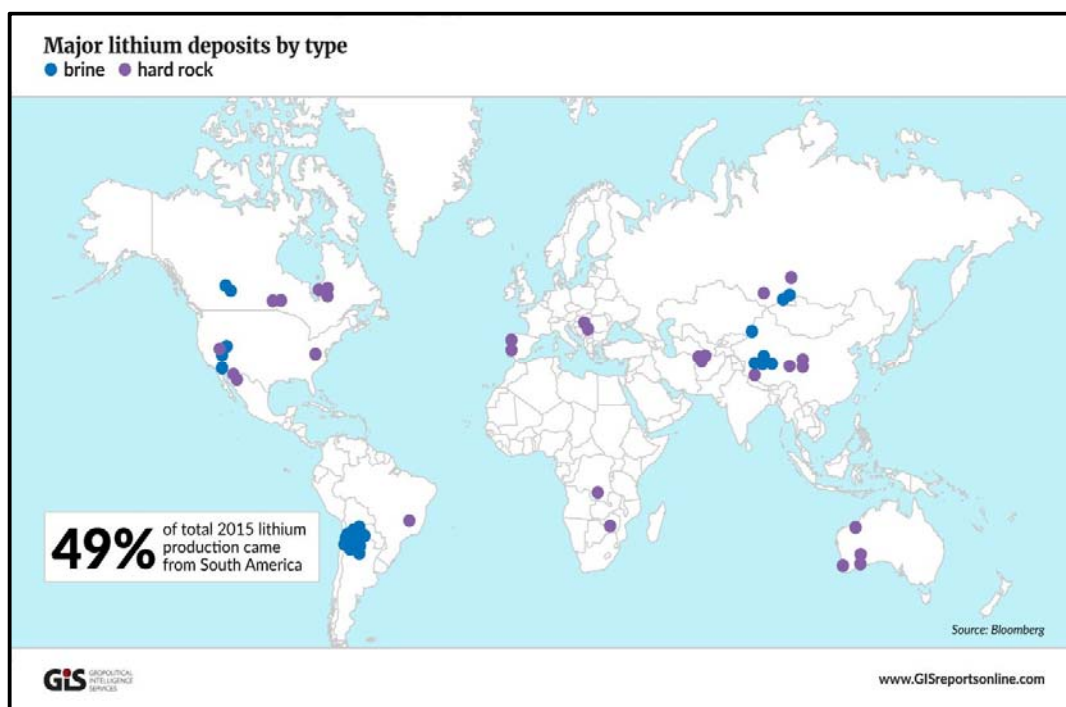 Major lithium deposits by type
brine hard rock
49%
of total 2015 lithium
production came
from South America
Source: Bloomberg
GIS
GEOPOLITICAL
INTELLIGENCE
SERVICES
www.GISreportsonline.com